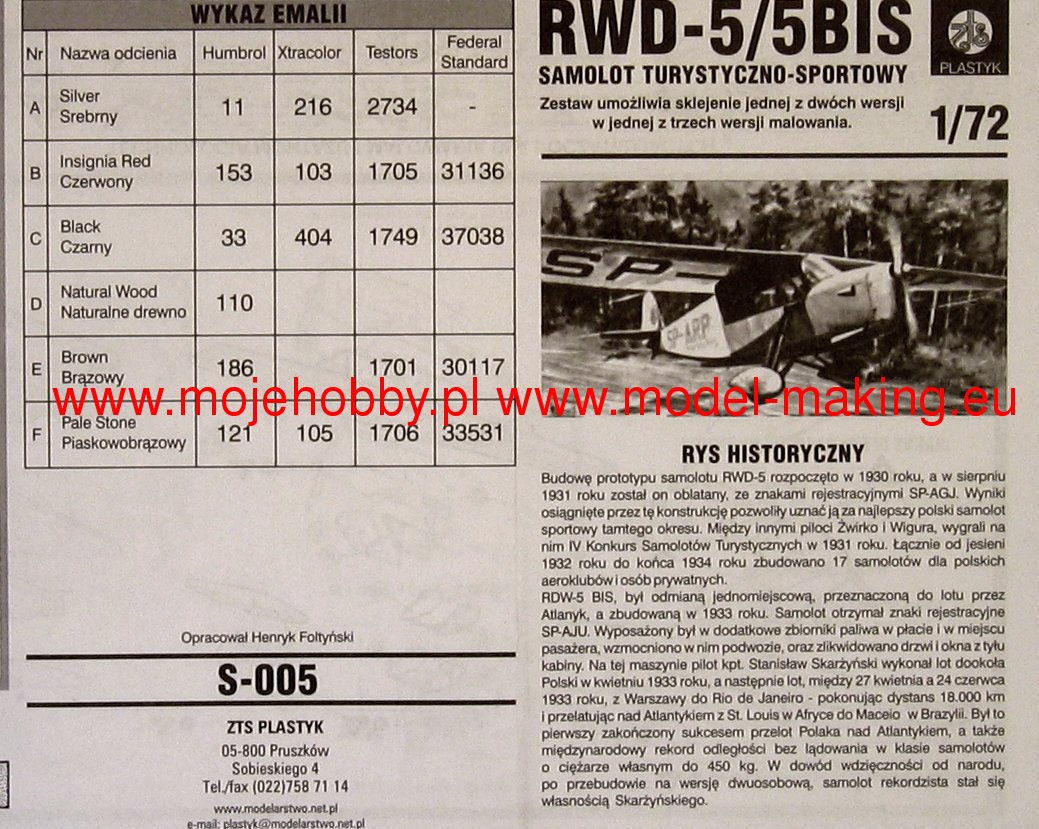 WYKAZ EMALII
Nr Nazwa odcienia Humbrol Xtracolor Testors Federal Standard
A Silver Srebrny 11 216 2734 -
B Insignia Red Czerwony 153 103 1705 31136
C Black Czarny 33 404 1749 37038
D Natural Wood Naturalne drewno 110
E Brown Brązowy 186 1701 30117
F Pale Stone Piaskowobrązowy 121 105 1706 33531
Opracował Henryk Foltyński
S-005
ZTS PLASTYK
05-800 Pruszków
Sobieskiego 4
Tel./fax (022)758 71 14
www.modelarstwo.net.pl
e-mail: plastyk@modelarstwo.net.pl
RWD-5/5BIS
ZTS
PLASTYK
SAMOLOT TURYSTYCZNO-SPORTOWY
Zestaw umożliwia sklejenie jednej z dwóch wersji
w jednej z trzech wersji malowania.
1/72
SP-
SP-ARP
www.mojehobby.pl www.model-making.eu
RYS HISTORYCZNY
Budowę prototypu samolotu RWD-5 rozpoczęto w 1930 roku, a w sierpniu
1931 roku został on oblatany, ze znakami rejestracyjnymi SP-AGJ. Wyniki
osiągnięte przez tę konstrukcję pozwoliły uznać ją za najlepszy polski samolot
sportowy tamtego okresu. Między innymi piloci Żwirko i Wigura, wygrali na
nim IV Konkurs Samolotów Turystycznych w 1931 roku. Łącznie od jesieni
1932 roku do końca 1934 roku zbudowano 17 samolotów dla polskich
aeroklubów i osób prywatnych.
RDW-5 BIS, był odmianą jednomiejscową, przeznaczoną do lotu przez
Atlanyk, a zbudowaną w 1933 roku. Samolot otrzymał znaki rejestracyjne
SP-AJU. Wyposażony był w dodatkowe zbiorniki paliwa w płacie i w miejscu
pasażera, wzmocniono w nim podwozie, oraz zlikwidowano drzwi i okna z tyłu
kabiny. Na tej maszynie pilot kpt. Stanisław Skarżyński wykonał lot dookoła
Polski w kwietniu 1933 roku, a następnie lot, między 27 kwietnia a 24 czerwca
1933 roku, z Warszawy do Rio de Janeiro - pokonując dystans 18.000 km
i przelatując nad Atlantykiem z St. Louis w Afryce do Maceio w Brazylii. Był to
pierwszy zakończony sukcesem przelot Polaka nad Atlantykiem, a także
międzynarodowy rekord odległości bez lądowania w klasie samolotów
o ciężarze własnym do 450 kg. W dowód wdzięczności od narodu,
po przebudowie na wersję dwuosobową, samolot rekordzista stał się
własnością Skarżyńskiego.